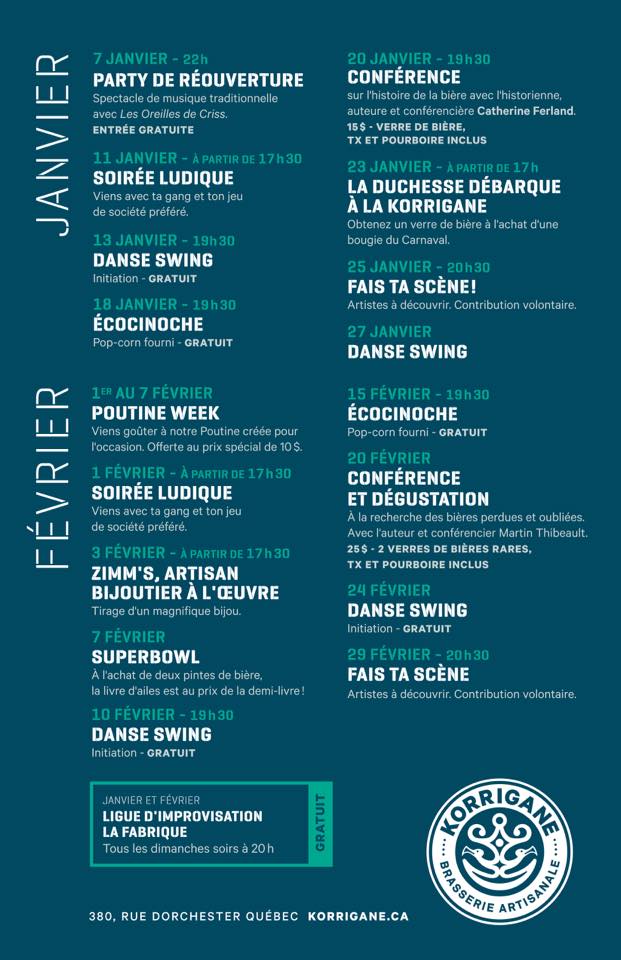 JANVIER
7 JANVIER - 22h
PARTY DE RÉOUVERTURE
Spectacle de musique traditionnelle
avec Les Oreilles de Criss.
ENTRÉE GRATUITE
11 JANVIER - À PARTIR DE 17h30
SOIRÉE LUDIQUE
Viens avec ta gang et ton jeu
de société préféré.
13 JANVIER - 19h30
DANSE SWING
Initiation - GRATUIT
18 JANVIER - 19h30
ÉCOCINOCHE
Pop-corn fourni - GRATUIT
20 JANVIER - 19h30
CONFÉRENCE
sur l'histoire de la bière avec l'historienne,
auteure et conférencière Catherine Ferland.
15$ - VERRE DE BIÈRE,
TX ET POURBOIRE INCLUS
23 JANVIER - À PARTIR DE 17h
LA DUCHESSE DÉBARQUE
À LA KORRIGANE
Obtenez un verre de bière à l'achat d'une
bougie du Carnaval.
25 JANVIER - 20h30
FAIS TA SCÈNE!
Artistes à découvrir. Contribution volontaire.
27 JANVIER
DANSE SWING
FÉVRIER
1ER AU 7 FÉVRIER
POUTINE WEEK
Viens goûter à notre Poutine créée pour
l'occasion. Offerte au prix spécial de 10$.
1 FÉVRIER - À PARTIR DE 17h30
SOIRÉE LUDIQUE
Viens avec ta gang et ton jeu
de société préféré.
3 FÉVRIER - À PARTIR DE 17h30
ZIMM'S, ARTISAN
BIJOUTIER À L'ŒUVRE
Tirage d'un magnifique bijou.
7 FÉVRIER
SUPERBOWL
À l'achat de deux pintes de bière,
la livre d'ailes est au prix de la demi-livre!
10 FÉVRIER - 19h30
DANSE SWING
Initiation - GRATUIT
15 FÉVRIER - 19h30
ÉCOCINOCHE
Pop-corn fourni - GRATUIT
20 FÉVRIER
CONFÉRENCE
ET DÉGUSTATION
À la recherche des bières perdues et oubliées.
Avec l'auteur et conférencier Martin Thibeault.
25$ - 2 VERRES DE BIÈRES RARES,
TX ET POURBOIRE INCLUS
24 FÉVRIER
DANSE SWING
Initiation - GRATUIT
29 FÉVRIER - 20h30
FAIS TA SCÈNE
Artistes à découvrir. Contribution volontaire.
JANVIER ET FÉVRIER
LIGUE D'IMPROVISATION
LA FABRIQUE
Tous les dimanches soirs à 20h
GRATUIT
KORRIGANE
BRASSERIE ARTISANALE
380, RUE DORCHESTER QUÉBEC KORRIGANE.CA